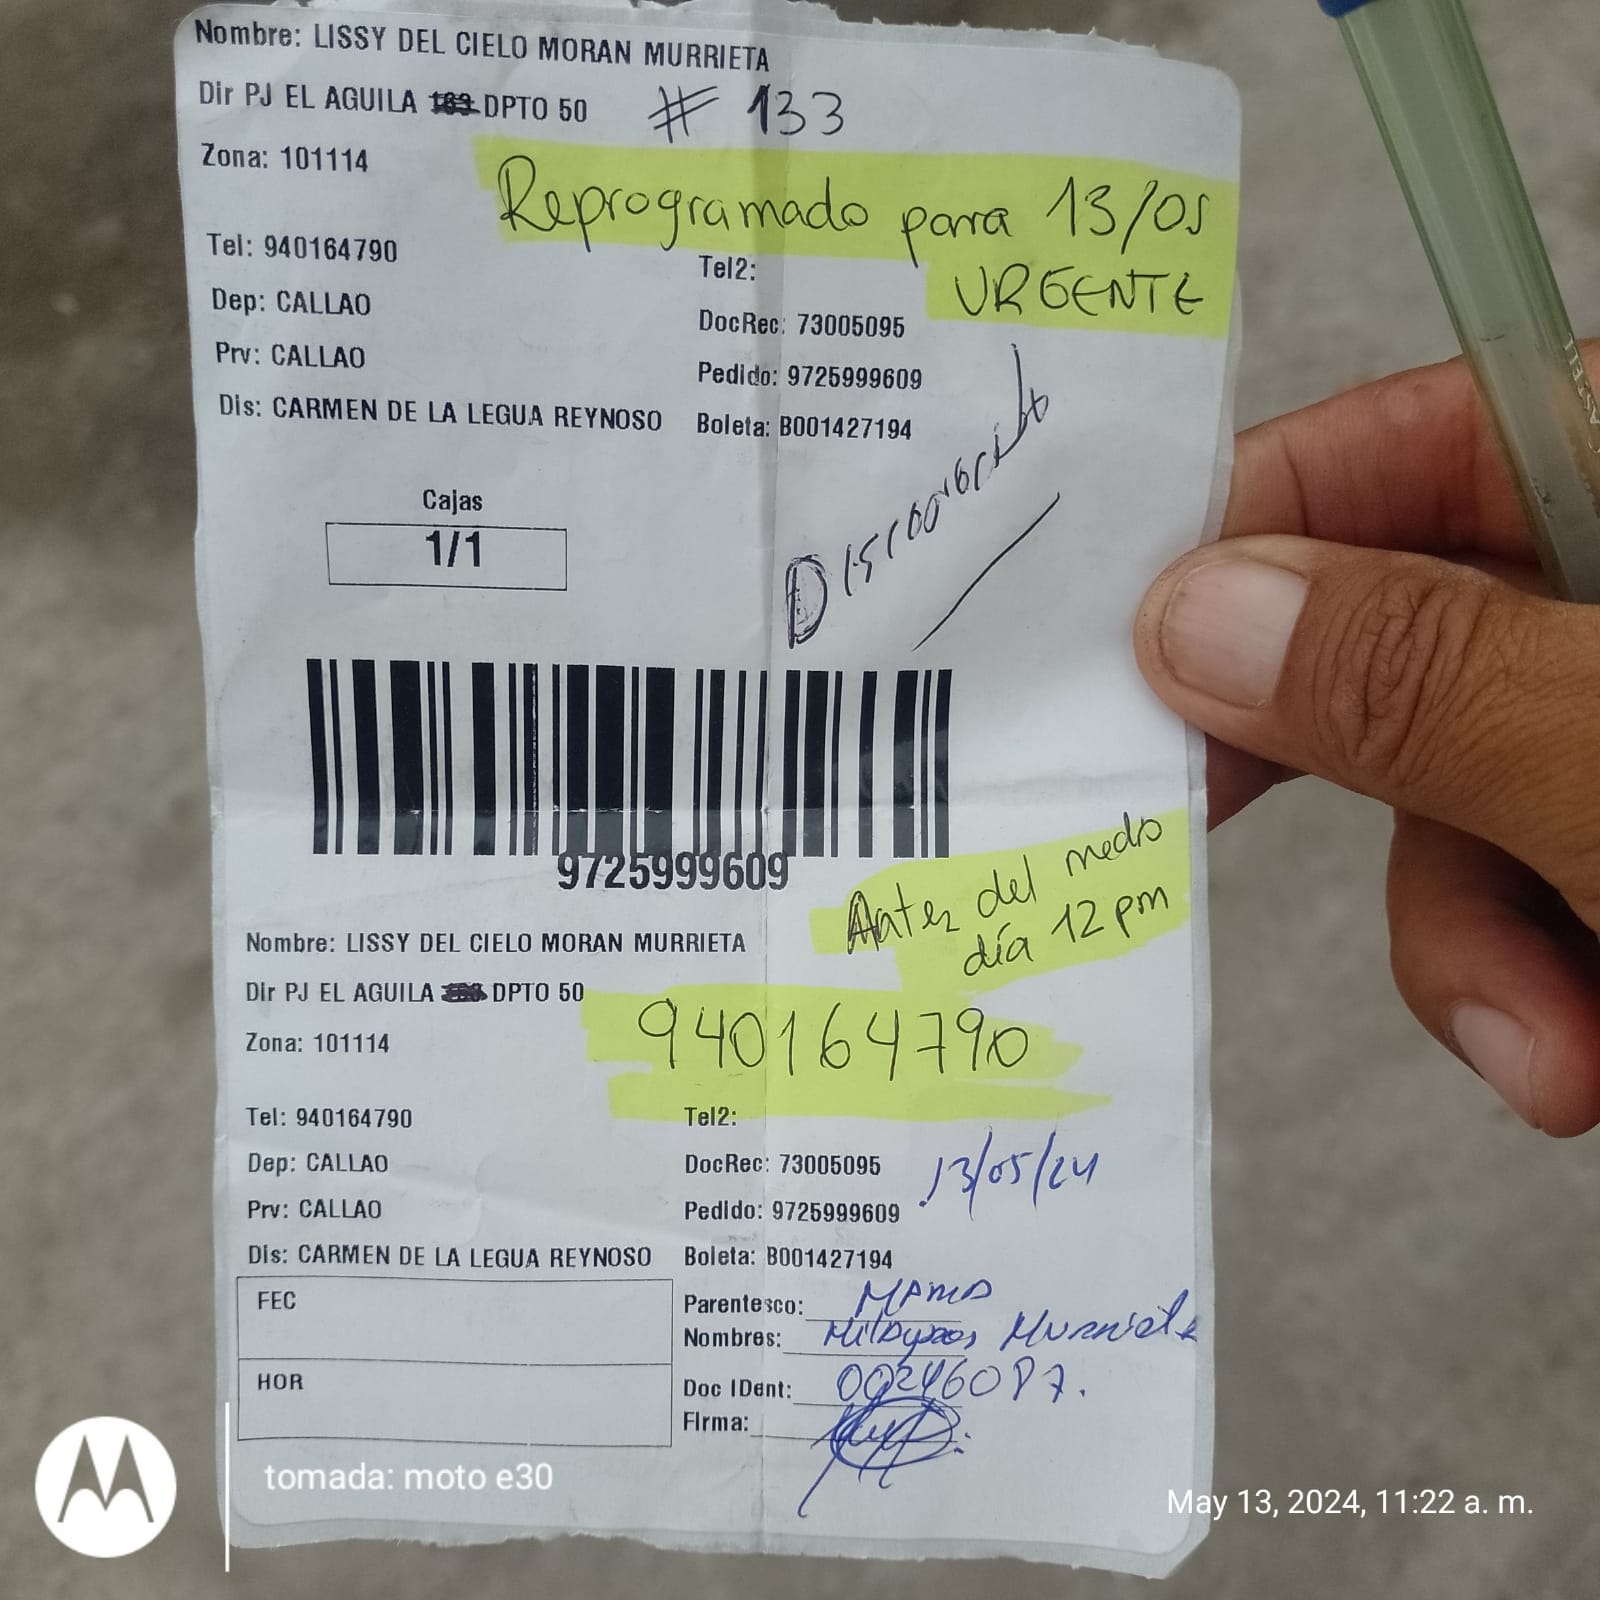 Nombre: LISSY DEL CIELO MORAN MURRIETA
Dir PJ EL AGUILA DPTO 50 # 133
Zona: 101114
Reprogramado para 13/05
URGENTE
Tel: 940164790 Tel2:
Dep: CALLAO DocRec: 73005095
Prv: CALLAO Pedido: 9725999609
Dis: CARMEN DE LA LEGUA REYNOSO Boleta: B001427194
Cajas
1/1
9725999609
Antes del medio
día 12 pm
Nombre: LISSY DEL CIELO MORAN MURRIETA
Dir PJ EL AGUILA DPTO 50
Zona: 101114
940164790
Tel: 940164790 Tel2:
Dep: CALLAO DocRec: 73005095
13/05/24
Prv: CALLAO Pedido: 9725999609
Dis: CARMEN DE LA LEGUA REYNOSO Boleta: B001427194
FEC
HOR
Parentesco: MAMA
Nombres: Murrieta
Doc IDent:
Firma:
tomada: moto e30
May 13, 2024, 11:22 a. m.